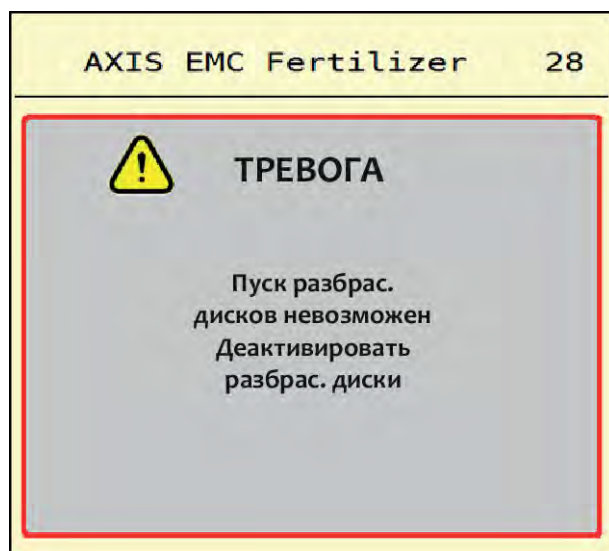 AXIS EMC Fertilizer 28
ТРЕВОГА
Пуск разбрас.
дисков невозможен
Деактивировать
разбрас. диски